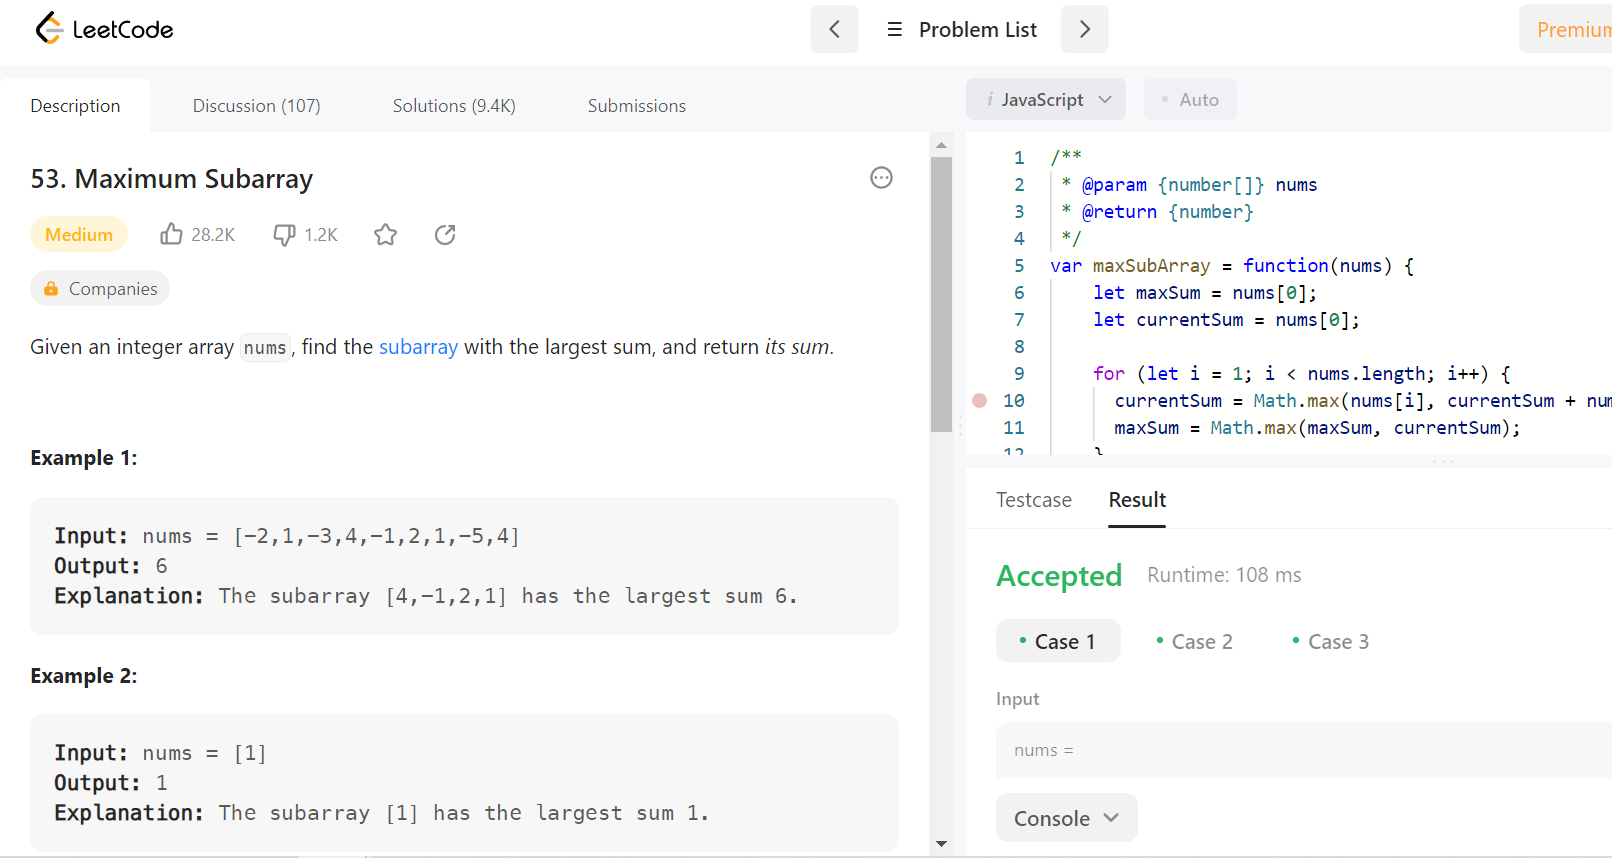 LeetCode
Problem List
Premium
Description
Discussion (107)
Solutions (9.4K)
Submissions
53. Maximum Subarray
Medium
28.2K
1.2K
Companies
Given an integer array nums, find the subarray with the largest sum, and return its sum.
Example 1:
Input: nums = [-2,1,-3,4,-1,2,1,-5,4]
Output: 6
Explanation: The subarray [4,-1,2,1] has the largest sum 6.
Example 2:
Input: nums = [1]
Output: 1
Explanation: The subarray [1] has the largest sum 1.
i JavaScript
Auto
1 /**
2 * @param {number[]} nums
3 * @return {number}
4 */
5 var maxSubArray = function(nums) {
6 let maxSum = nums[0];
7 let currentSum = nums[0];
8
9 for (let i = 1; i < nums.length; i++) {
10 currentSum = Math.max(nums[i], currentSum + num
11 maxSum = Math.max(maxSum, currentSum);
12 }
Testcase
Result
Accepted
Runtime: 108 ms
Case 1
Case 2
Case 3
Input
nums =
Console